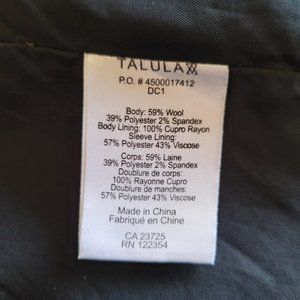 TALULA
P.O. # 4500017412
DC1
Body: 59% Wool
39% Polyester 2% Spandex
Body Lining: 100% Cupro Rayon
Sleeve Lining:
57% Polyester 43% Viscose
Corps: 59% Laine
39% Polyester 2% Spandex
Doublure de corps:
100% Rayonne Cupro
Doublure de manches:
57% Polyester 43% Viscose
Made in China
Fabriqué en Chine
CA 23725
RN 122354